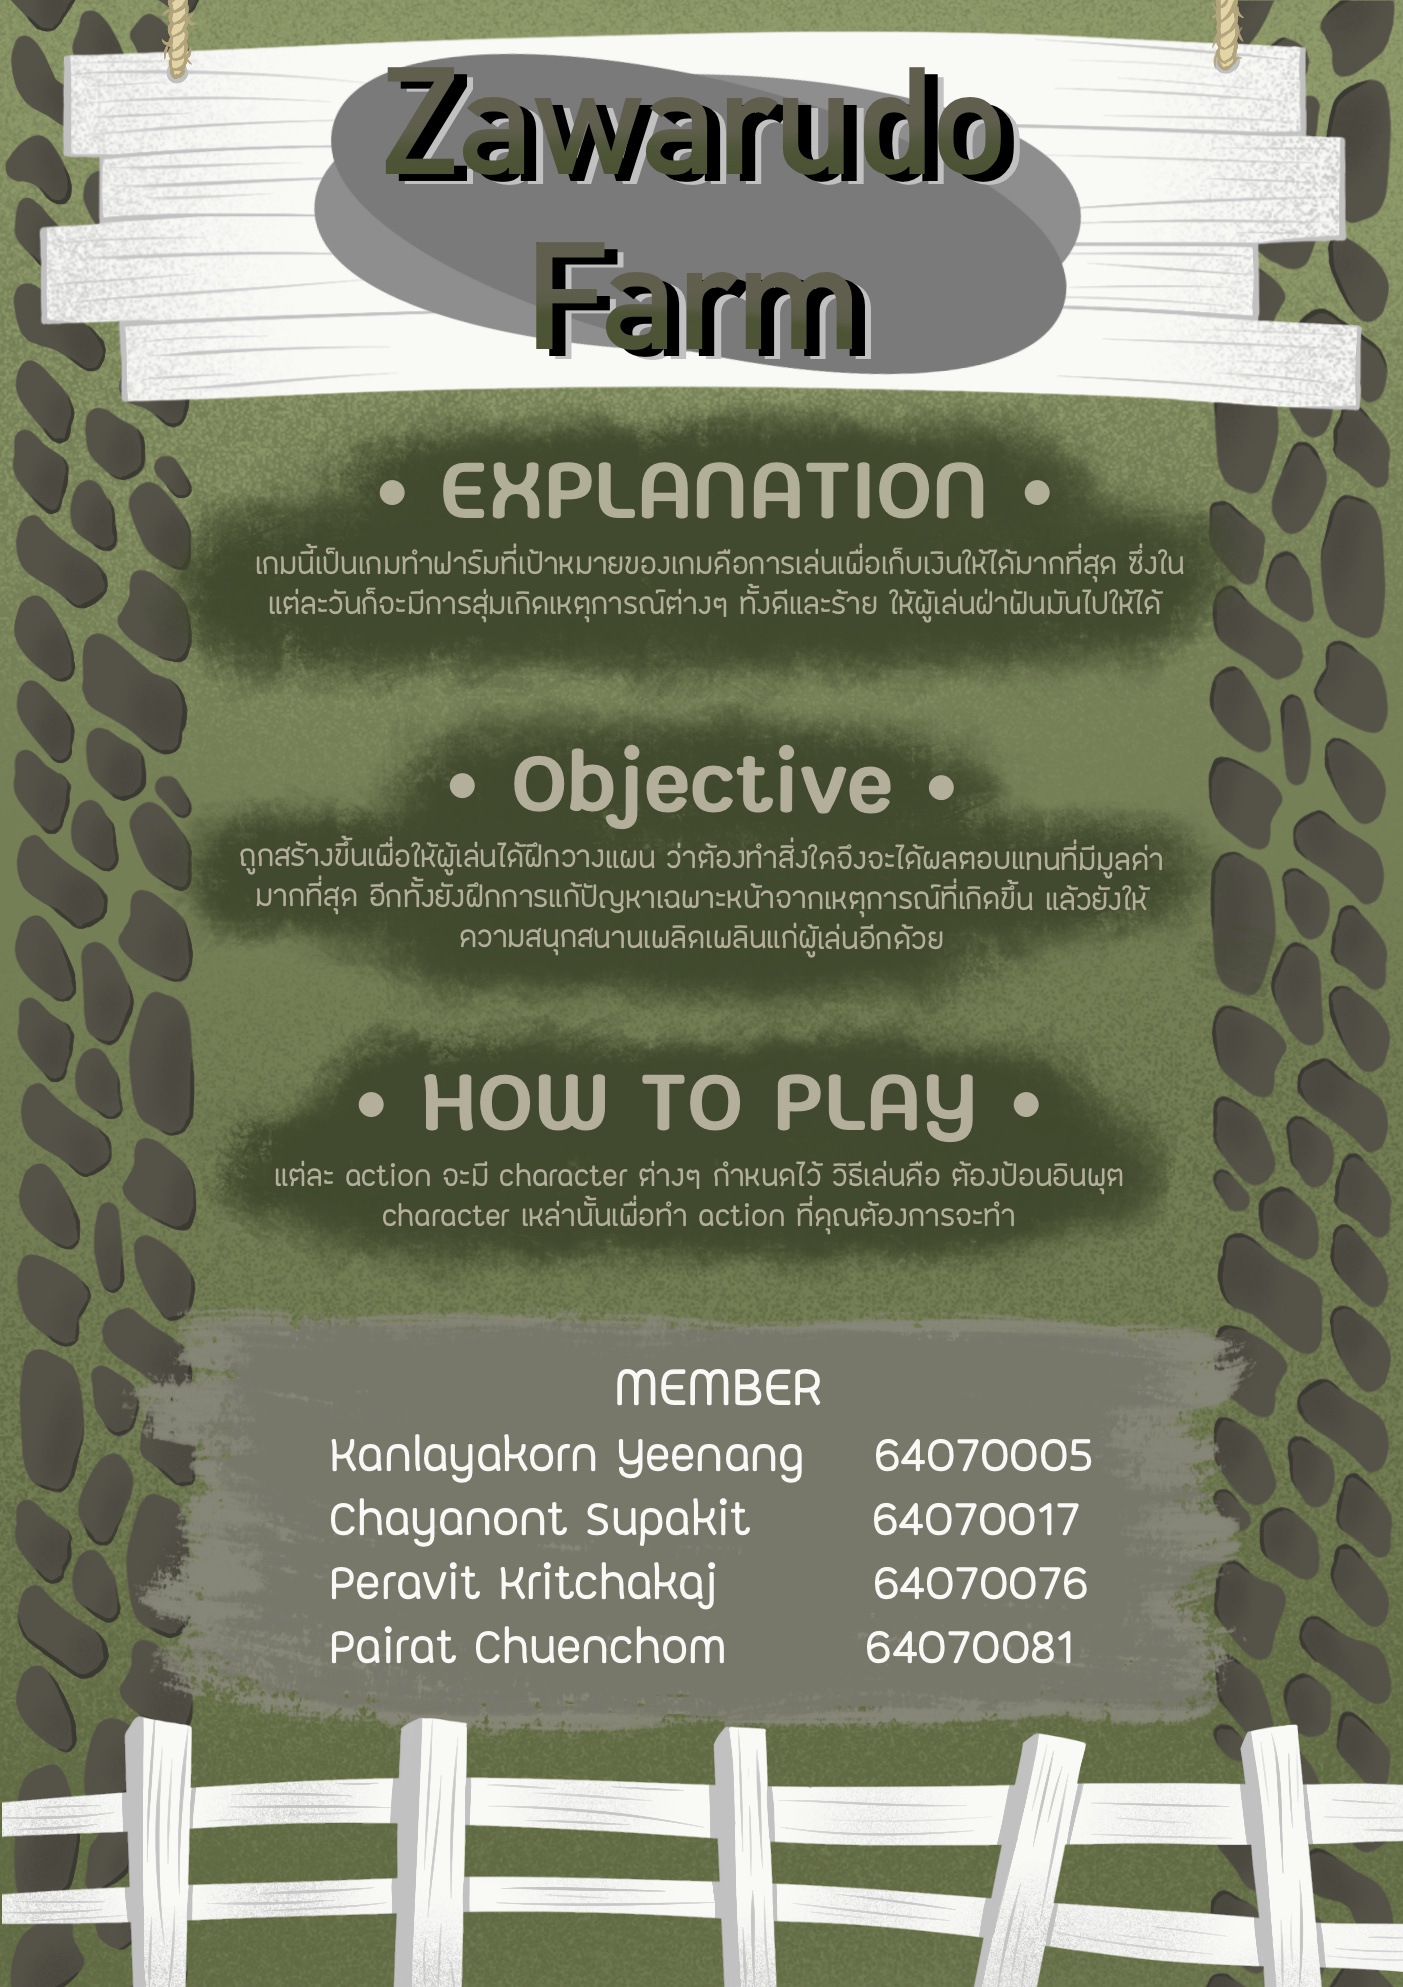 Zawarudo
Farm
• EXPLANATION •
เกมนี้เป็นเกมทำฟาร์มที่เป้าหมายของเกมคือการเล่นเพื่อเก็บเงินให้ได้มากที่สุด ซึ่งใน
แต่ละวันก็จะมีการสุ่มเกิดเหตุการณ์ต่างๆ ทั้งดีและร้าย ให้ผู้เล่นฝ่าฟันมันไปให้ได้
• Objective •
ถูกสร้างขึ้นเพื่อให้ผู้เล่นได้ฝึกวางแผน ว่าต้องทำสิ่งใดจึงจะได้ผลตอบแทนที่มีมูลค่า
มากที่สุด อีกทั้งยังฝึกการแก้ปัญหาเฉพาะหน้าจากเหตุการณ์ที่เกิดขึ้น แล้วยังให้
ความสนุกสนานเพลิดเพลินแก่ผู้เล่นอีกด้วย
• HOW TO PLAY •
แต่ละ action จะมี character ต่างๆ กำหนดไว้ วิธีเล่นคือ ต้องป้อนอินพุต
character เหล่านั้นเพื่อทำ action ที่คุณต้องการจะทำ
MEMBER
Kanlayakorn Yeenang 64070005
Chayanont Supakit 64070017
Peravit Kritchakaj 64070076
Pairat Chuenchom 64070081